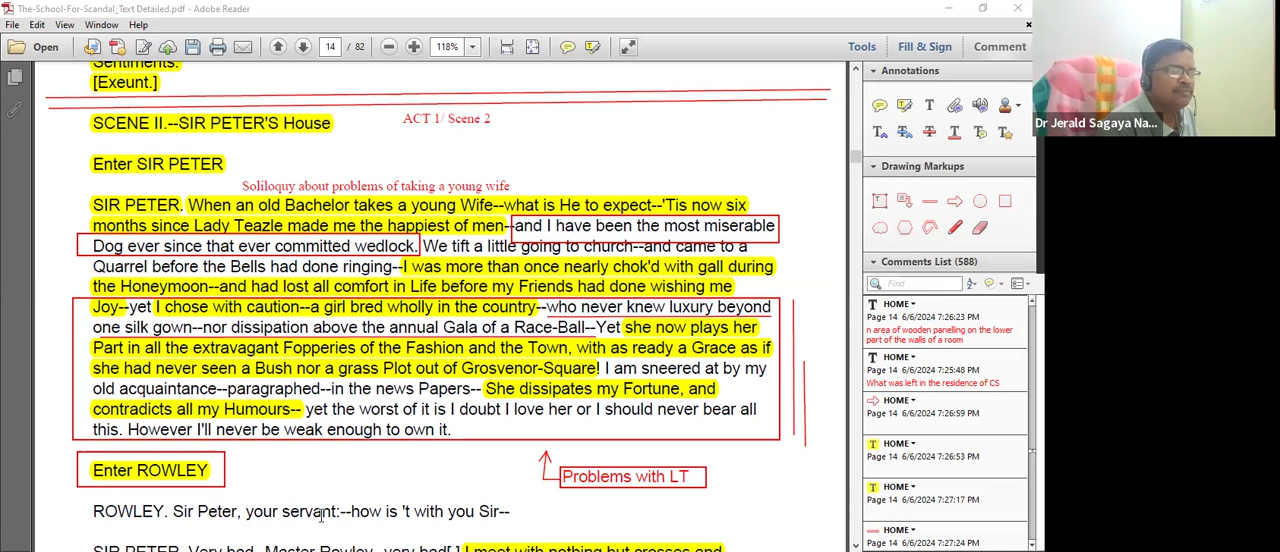 The-School-For-Scandal_Text Detailed.pdf - Adobe Reader
File Edit View Window Help
Open 14 / 82 118% Tools Fill & Sign Comment
Sentiments.
[Exeunt.]
SCENE II.--SIR PETER'S House
ACT 1/ Scene 2
Enter SIR PETER
Soliloquy about problems of taking a young wife
SIR PETER. When an old Bachelor takes a young Wife--what is He to expect--'Tis now six
months since Lady Teazle made me the happiest of men--and I have been the most miserable
Dog ever since that ever committed wedlock. We tift a little going to church--and came to a
Quarrel before the Bells had done ringing--I was more than once nearly chok'd with gall during
the Honeymoon--and had lost all comfort in Life before my Friends had done wishing me
Joy--yet I chose with caution--a girl bred wholly in the country--who never knew luxury beyond
one silk gown--nor dissipation above the annual Gala of a Race-Ball--Yet she now plays her
Part in all the extravagant Fopperies of the Fashion and the Town, with as ready a Grace as if
she had never seen a Bush nor a grass Plot out of Grosvenor-Square! I am sneered at by my
old acquaintance--paragraphed--in the news Papers-- She dissipates my Fortune, and
contradicts all my Humours-- yet the worst of it is I doubt I love her or I should never bear all
this. However I'll never be weak enough to own it.
Enter ROWLEY
Problems with LT
ROWLEY. Sir Peter, your servant:--how is 't with you Sir--
SIR PETER. Very bad--Master Rowley--very bad[.] I meet with nothing but crosses and
Annotations
Drawing Markups
Comments List (588)
Find
HOME
Page 14 6/6/2024 7:26:23 PM
n area of wooden panelling on the lower
part of the walls of a room
HOME
Page 14 6/6/2024 7:25:48 PM
What was left in the residence of CS
HOME
Page 14 6/6/2024 7:26:59 PM
HOME
Page 14 6/6/2024 7:26:53 PM
HOME
Page 14 6/6/2024 7:27:17 PM
HOME
Page 14 6/6/2024 7:27:24 PM
Dr Jerald Sagaya Na...